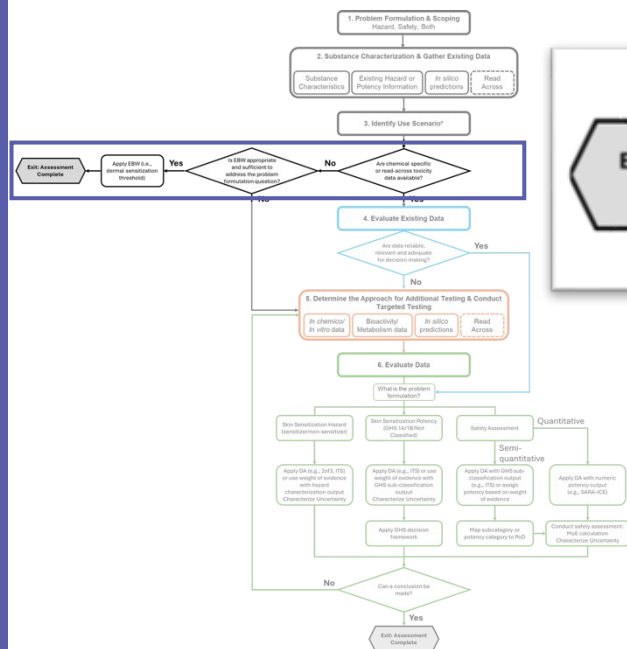 1. Problem Formulation & Scoping
Hazard, Safety, Both
2. Substance Characterization & Gather Existing Data
Substance
Characteristics
Existing Hazard or
Potency Information
In silico
predictions
Read
Across
3. Identify Use Scenario*
Exit: Assessment
Complete
Apply EBW (i.e.,
dermal sensitization
threshold)
Yes
Is EBW appropriate
and sufficient to
address the problem
formulation question?
No
Are chemical specific
or read-across toxicity
data available?
E
No
Yes
4. Evaluate Existing Data
Are data reliable,
relevant and adequate
for decision making?
Yes
No
5. Determine the Approach for Additional Testing & Conduct
Targeted Testing
In chemico/
In vitro data
Bioactivity/
Metabolism data
In silico
predictions
Read
Across
6. Evaluate Data
What is the problem
formulation?
Skin Sensitization Hazard
(sensitizer/non-sensitizer)
Skin Sensitization Potency
(GHS 1A/1B/Not
Classified)
Safety Assessment
Quantitative
Semi-
quantitative
Apply DA (e.g., 2of3, ITS)
or use weight of evidence
with hazard
characterization output
Characterize Uncertainty
Apply DA (e.g., ITS) or use
weight of evidence with
GHS sub-classification
output
Characterize Uncertainty
Apply DA with GHS sub-
classification output
(e.g., ITS) or assign
potency based on weight
of evidence
Apply DA with numeric
potency output
(e.g., SARA-ICE)
Apply GHS decision
framework
Map subcategory or
potency category to PoD
Conduct safety assessment:
MoE calculation
Characterize Uncertainty
No
Can a conclusion be
made?
Yes
Exit: Assessment
Complete